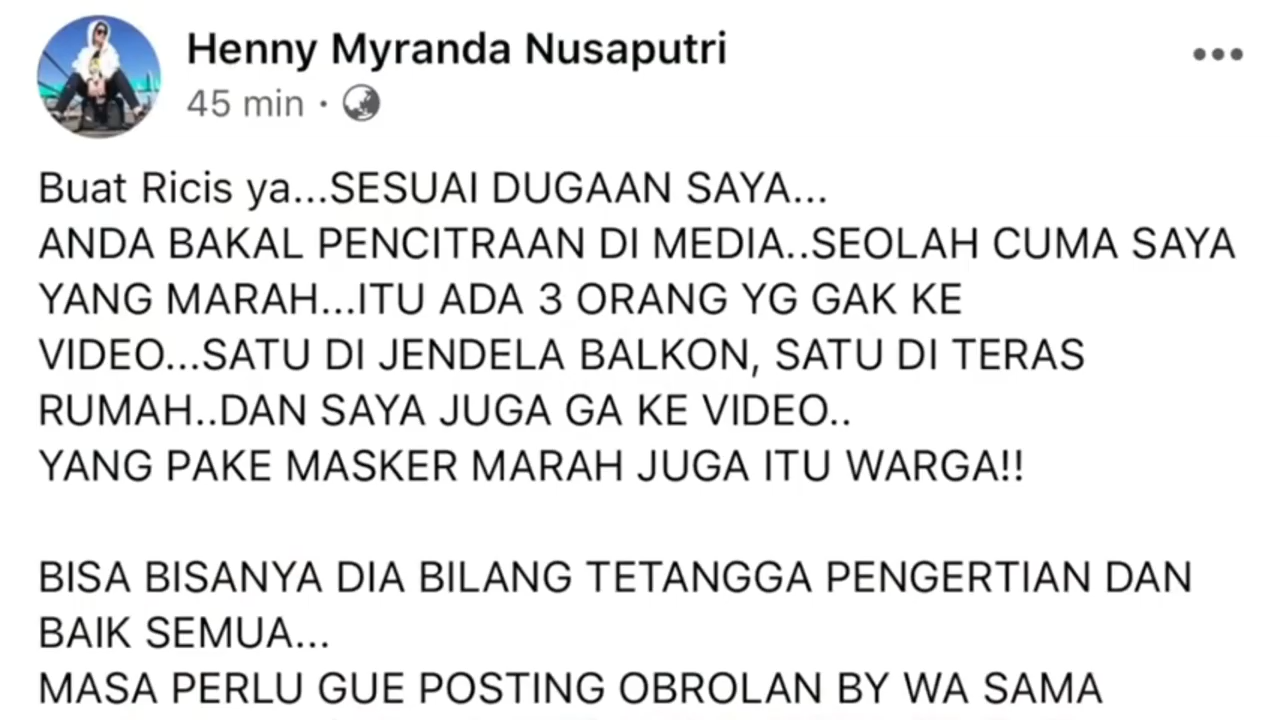 Henny Myranda Nusaputri
45 min ·
Buat Ricis ya...SESUAI DUGAAN SAYA...
ANDA BAKAL PENCITRAAN DI MEDIA..SEOLAH CUMA SAYA
YANG MARAH...ITU ADA 3 ORANG YG GAK KE
VIDEO...SATU DI JENDELA BALKON, SATU DI TERAS
RUMAH..DAN SAYA JUGA GA KE VIDEO..
YANG PAKE MASKER MARAH JUGA ITU WARGA!!
BISA BISANYA DIA BILANG TETANGGA PENGERTIAN DAN
BAIK SEMUA...
MASA PERLU GUE POSTING OBROLAN BY WA SAMA